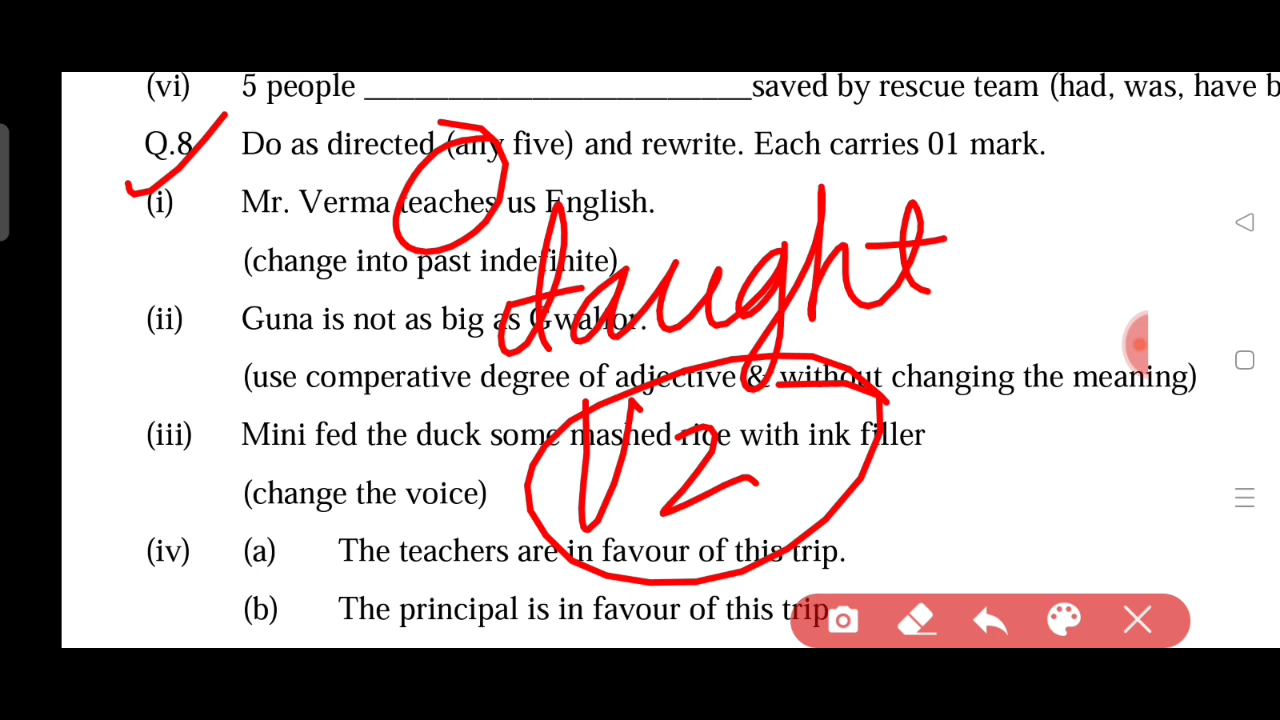 (vi) 5 people _______________________saved by rescue team (had, was, have b
Q.8 Do as directed (any five) and rewrite. Each carries 01 mark.
(i) Mr. Verma teaches us English.
(change into past indefinite)
taught
(ii) Guna is not as big as Gwalior.
(use comperative degree of adjective & without changing the meaning)
(iii) Mini fed the duck some mashed rice with ink filler
V2
(change the voice)
(iv) (a) The teachers are in favour of this trip.
(b) The principal is in favour of this trip